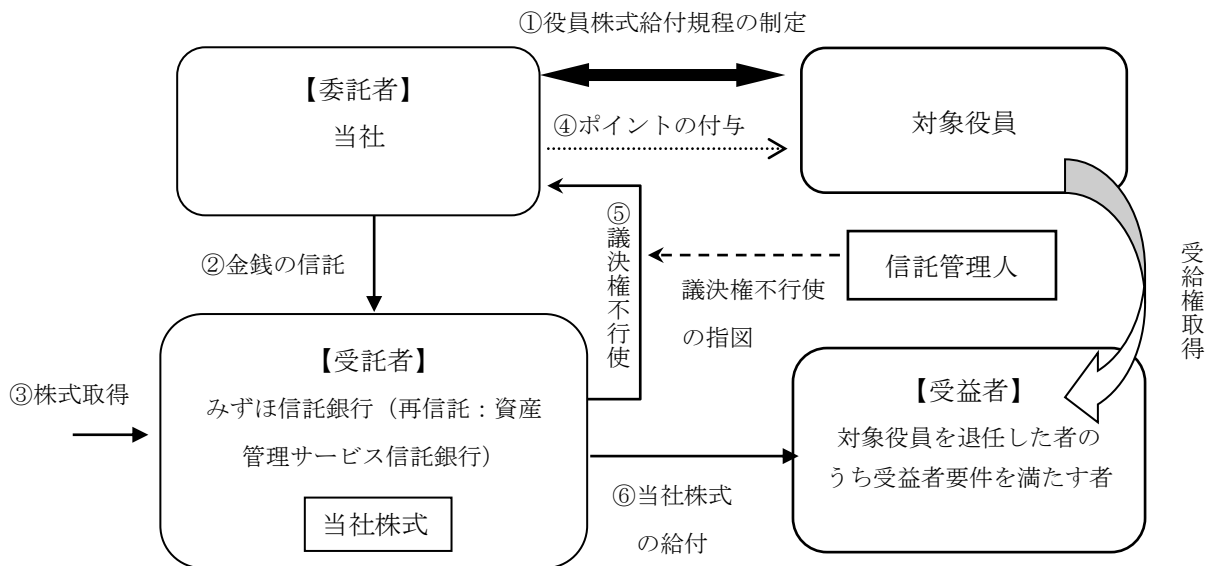 ①役員株式給付規程の制定
【委託者】
当社
④ポイントの付与
対象役員
②金銭の信託
⑤議決権不行使
議決権不行使
の指図
信託管理人
受給権取得
③株式取得
【受託者】
みずほ信託銀行（再信託：資産
管理サービス信託銀行）
当社株式
⑥当社株式
の給付
【受益者】
対象役員を退任した者の
うち受益者要件を満たす者